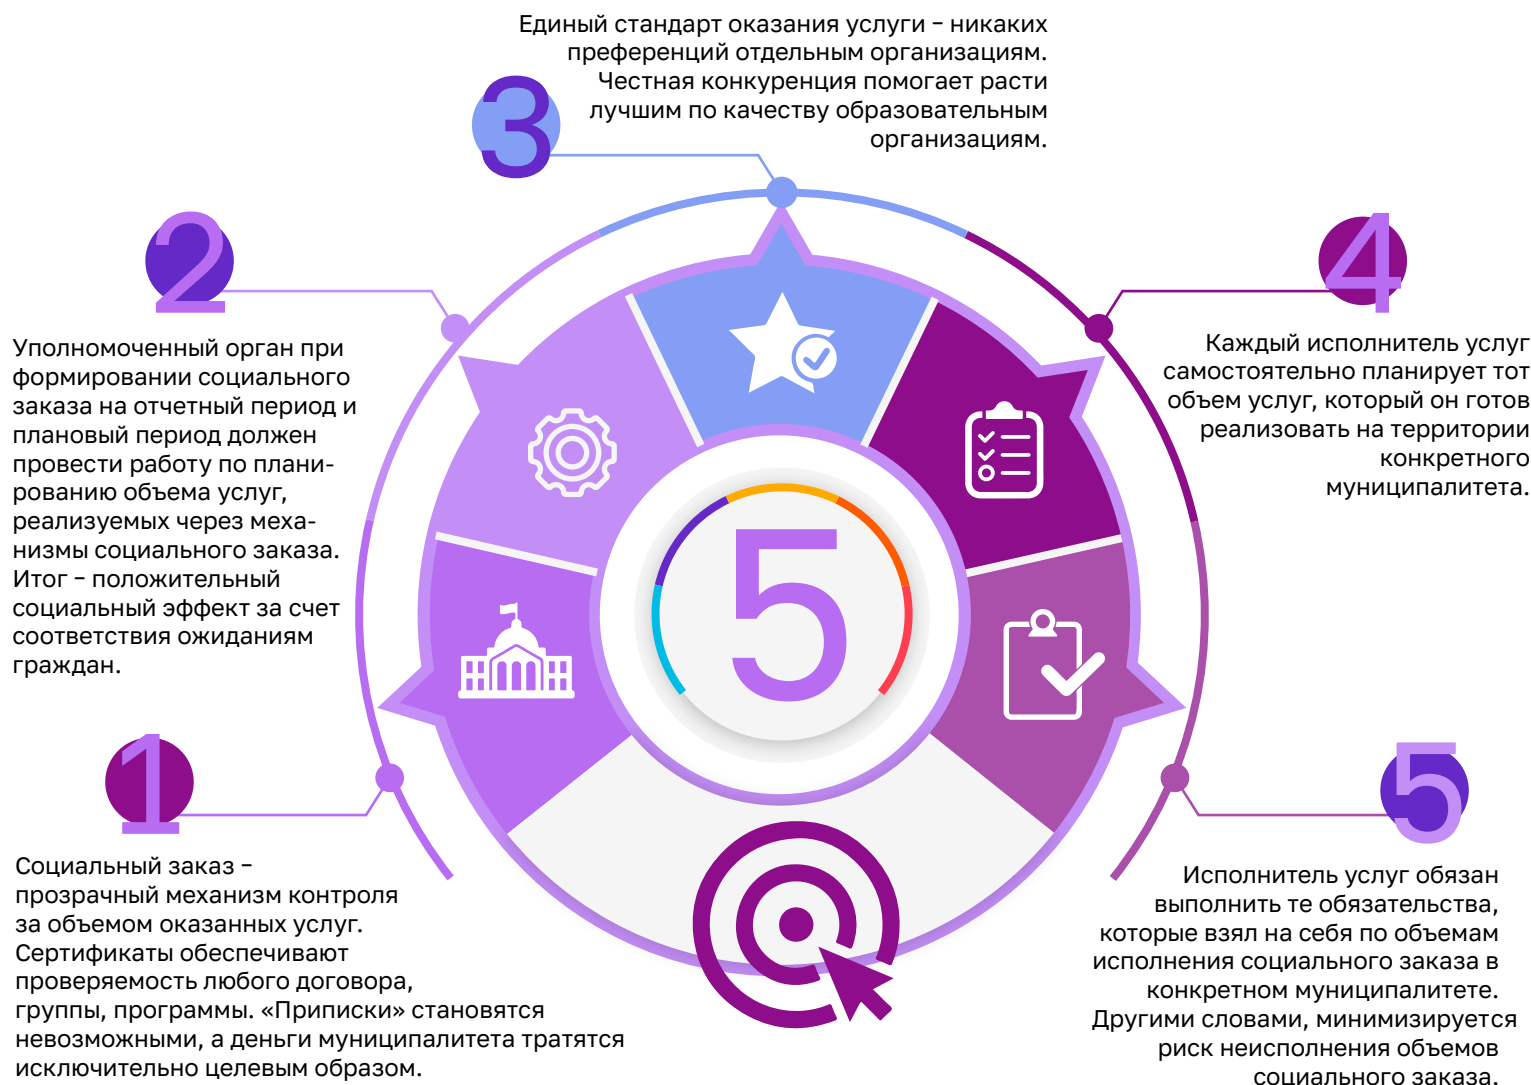 1
Социальный заказ –
прозрачный механизм контроля
за объемом оказанных услуг.
Сертификаты обеспечивают
проверяемость любого договора,
группы, программы. «Приписки» становятся
невозможными, а деньги муниципалитета тратятся
исключительно целевым образом.
2
Уполномоченный орган при
формировании социального
заказа на отчетный период и
плановый период должен
провести работу по плани-
рованию объема услуг,
реализуемых через меха-
низмы социального заказа.
Итог – положительный
социальный эффект за счет
соответствия ожиданиям
граждан.
3
Единый стандарт оказания услуги – никаких
преференций отдельным организациям.
Честная конкуренция помогает расти
лучшим по качеству образовательным
организациям.
4
Каждый исполнитель услуг
самостоятельно планирует тот
объем услуг, который он готов
реализовать на территории
конкретного
муниципалитета.
5
Исполнитель услуг обязан
выполнить те обязательства,
которые взял на себя по объемам
исполнения социального заказа в
конкретном муниципалитете.
Другими словами, минимизируется
риск неисполнения объемов
социального заказа.
5